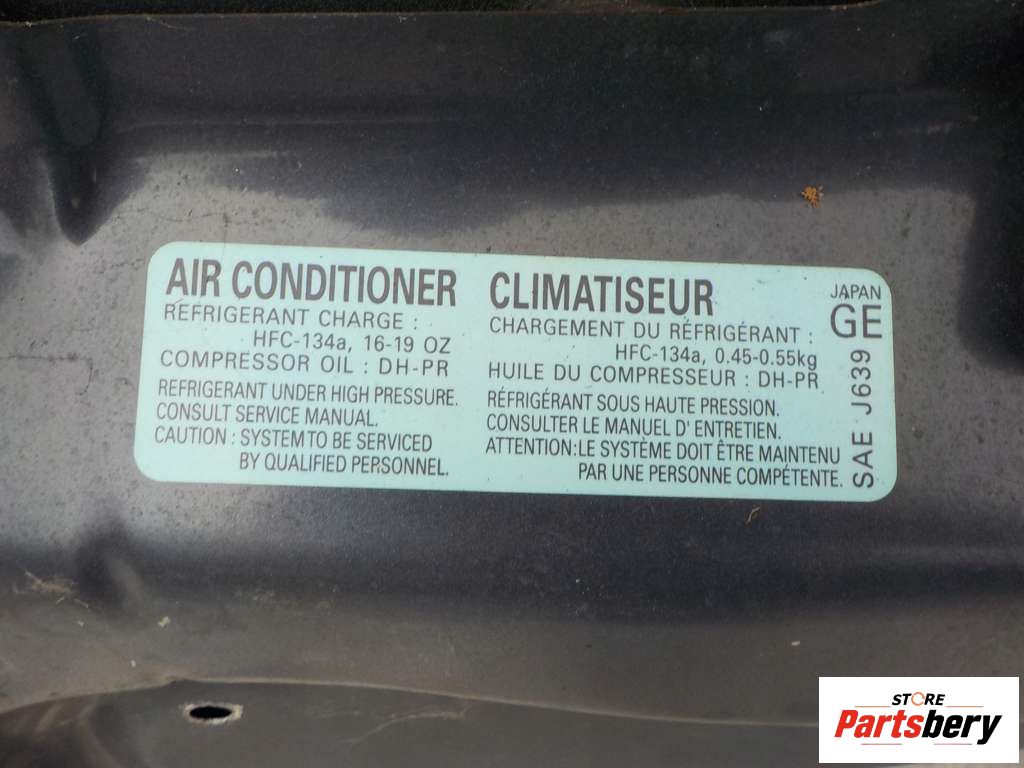 AIR CONDITIONER
REFRIGERANT CHARGE :
HFC-134a, 16-19 OZ
COMPRESSOR OIL : DH-PR
REFRIGERANT UNDER HIGH PRESSURE.
CONSULT SERVICE MANUAL.
CAUTION : SYSTEM TO BE SERVICED
BY QUALIFIED PERSONNEL.
CLIMATISEUR
CHARGEMENT DU RÉFRIGÉRANT :
HFC-134a, 0.45-0.55kg
HUILE DU COMPRESSEUR : DH-PR
RÉFRIGÉRANT SOUS HAUTE PRESSION.
CONSULTER LE MANUEL D' ENTRETIEN.
ATTENTION:LE SYSTÈME DOIT ÊTRE MAINTENU
PAR UNE PERSONNE COMPÉTENTE.
JAPAN
GE
SAE J639
STORE
Partsbery